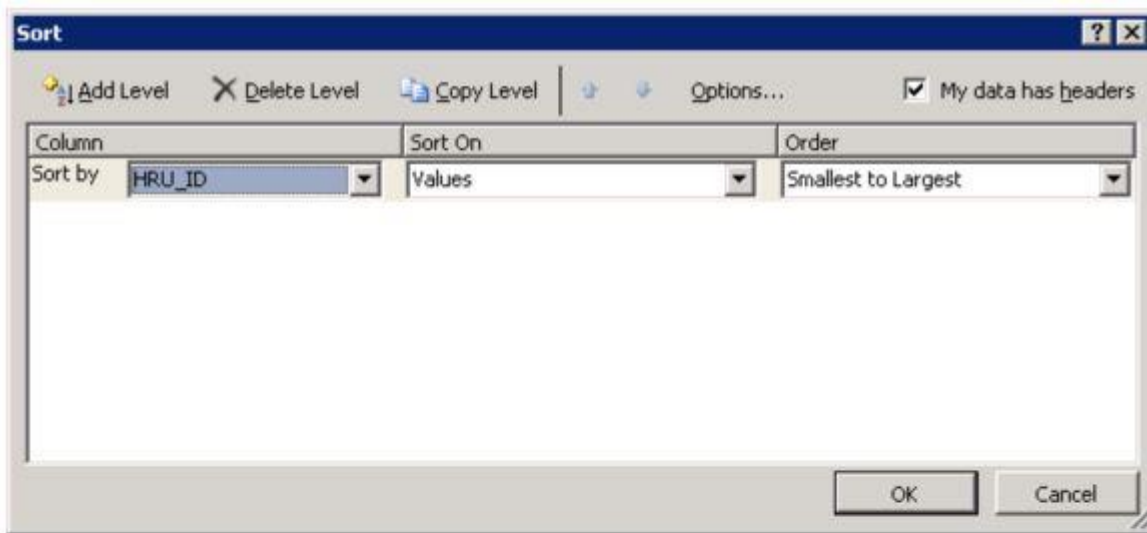 Sort
Add Level Delete Level Copy Level Options... My data has headers
Column Sort On Order
Sort by HRU_ID Values Smallest to Largest
OK Cancel